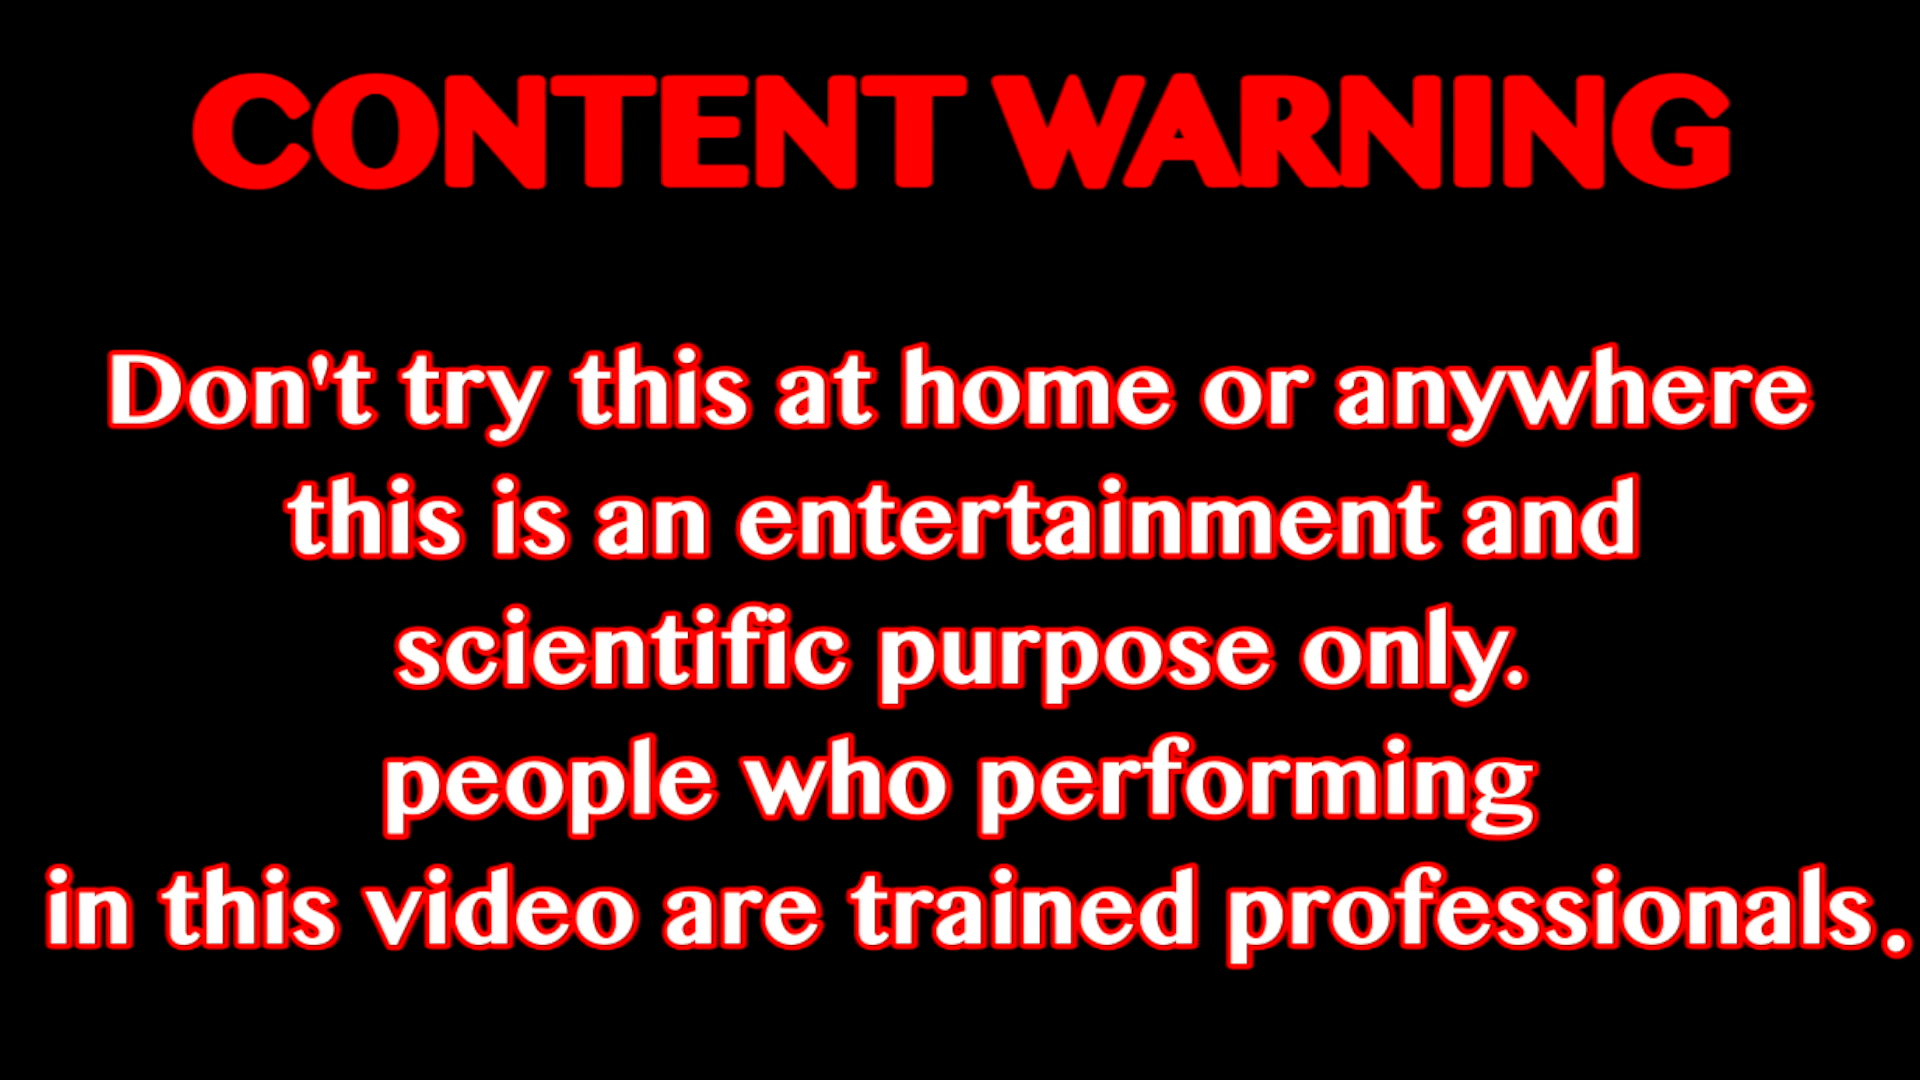 CONTENT WARNING
Don't try this at home or anywhere
this is an entertainment and
scientific purpose only.
people who performing
in this video are trained professionals.